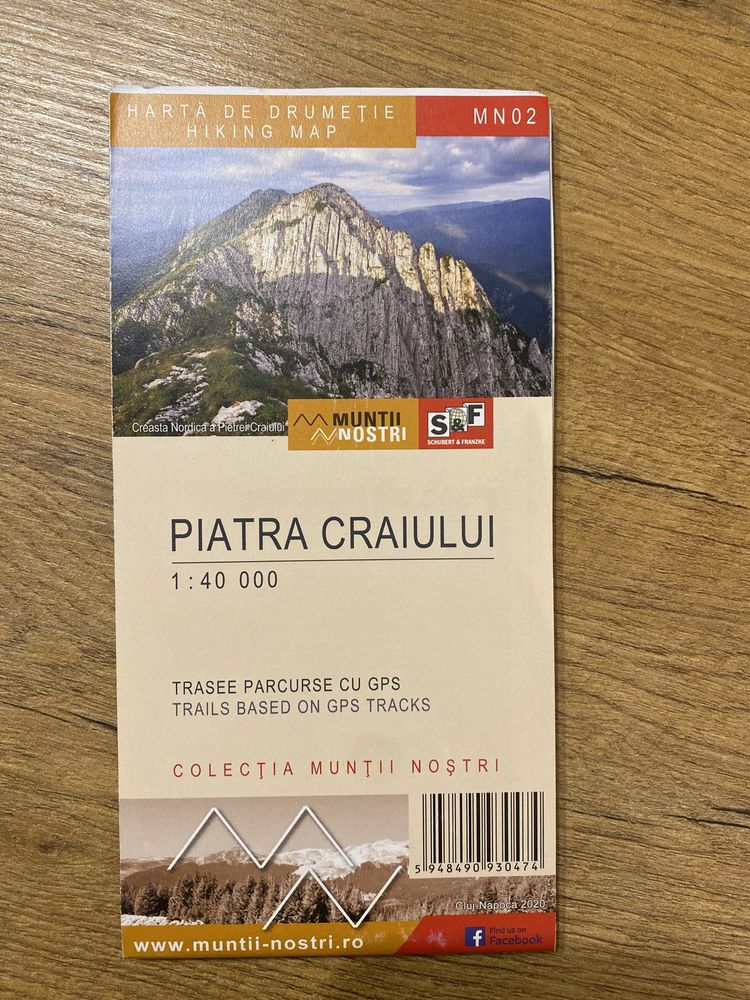 HARTĂ DE DRUMEŢIE
HIKING MAP
MN02
Creasta Nordica a Pietrei Craiului
MUNTII
NOSTRI
S&F
SCHUBERT & FRANZKE
PIATRA CRAIULUI
1:40 000
TRASEE PARCURSE CU GPS
TRAILS BASED ON GPS TRACKS
COLECŢIA MUNŢII NOŞTRI
5 948490 930474
Cluj-Napoca 2020
www.muntii-nostri.ro
Find us on
Facebook